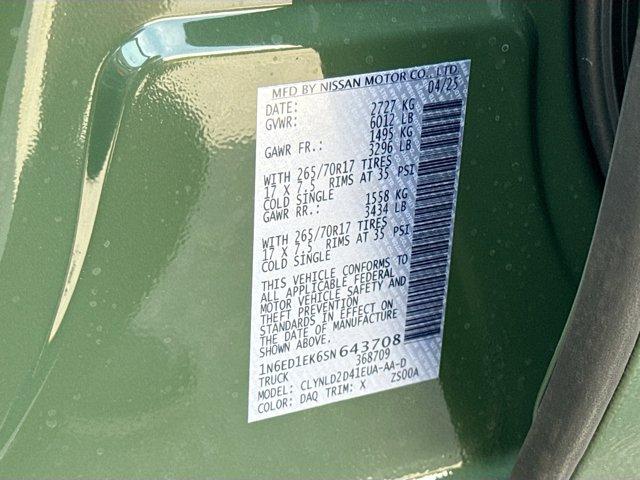 MFD BY NISSAN MOTOR CO., LTD
DATE: 04/25
GVWR: 2727 KG
6012 LB
GAWR FR.: 1495 KG
3296 LB
WITH 265/70R17 TIRES
17 X 7.5 RIMS AT 35 PSI
COLD SINGLE
GAWR RR.: 1558 KG
3434 LB
WITH 265/70R17 TIRES
17 X 7.5 RIMS AT 35 PSI
COLD SINGLE
THIS VEHICLE CONFORMS TO
ALL APPLICABLE FEDERAL
MOTOR VEHICLE SAFETY AND
THEFT PREVENTION
STANDARDS IN EFFECT ON
THE DATE OF MANUFACTURE
SHOWN ABOVE.
1N6ED1EK6SN643708
TRUCK 368709
MODEL: CLYNLD2D41EUA-AA-D
COLOR: DAQ TRIM: X ZS00A